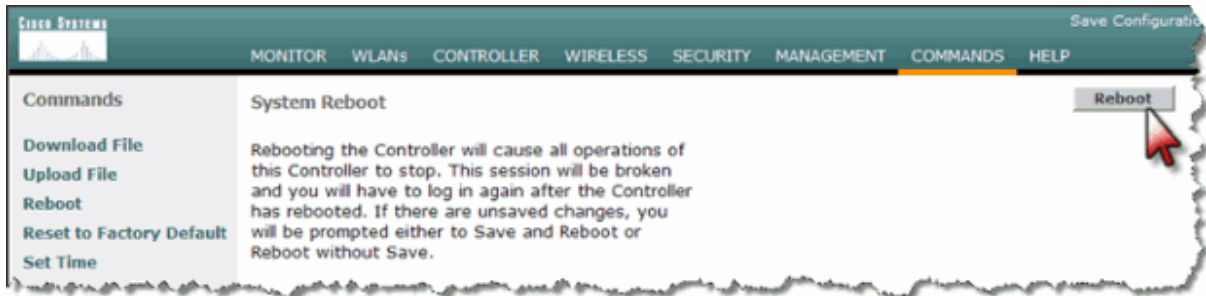 CISCO SYSTEMS
Save Configuratio
MONITOR WLANs CONTROLLER WIRELESS SECURITY MANAGEMENT COMMANDS HELP
Commands
Download File
Upload File
Reboot
Reset to Factory Default
Set Time
System Reboot
Reboot
Rebooting the Controller will cause all operations of
this Controller to stop. This session will be broken
and you will have to log in again after the Controller
has rebooted. If there are unsaved changes, you
will be prompted either to Save and Reboot or
Reboot without Save.